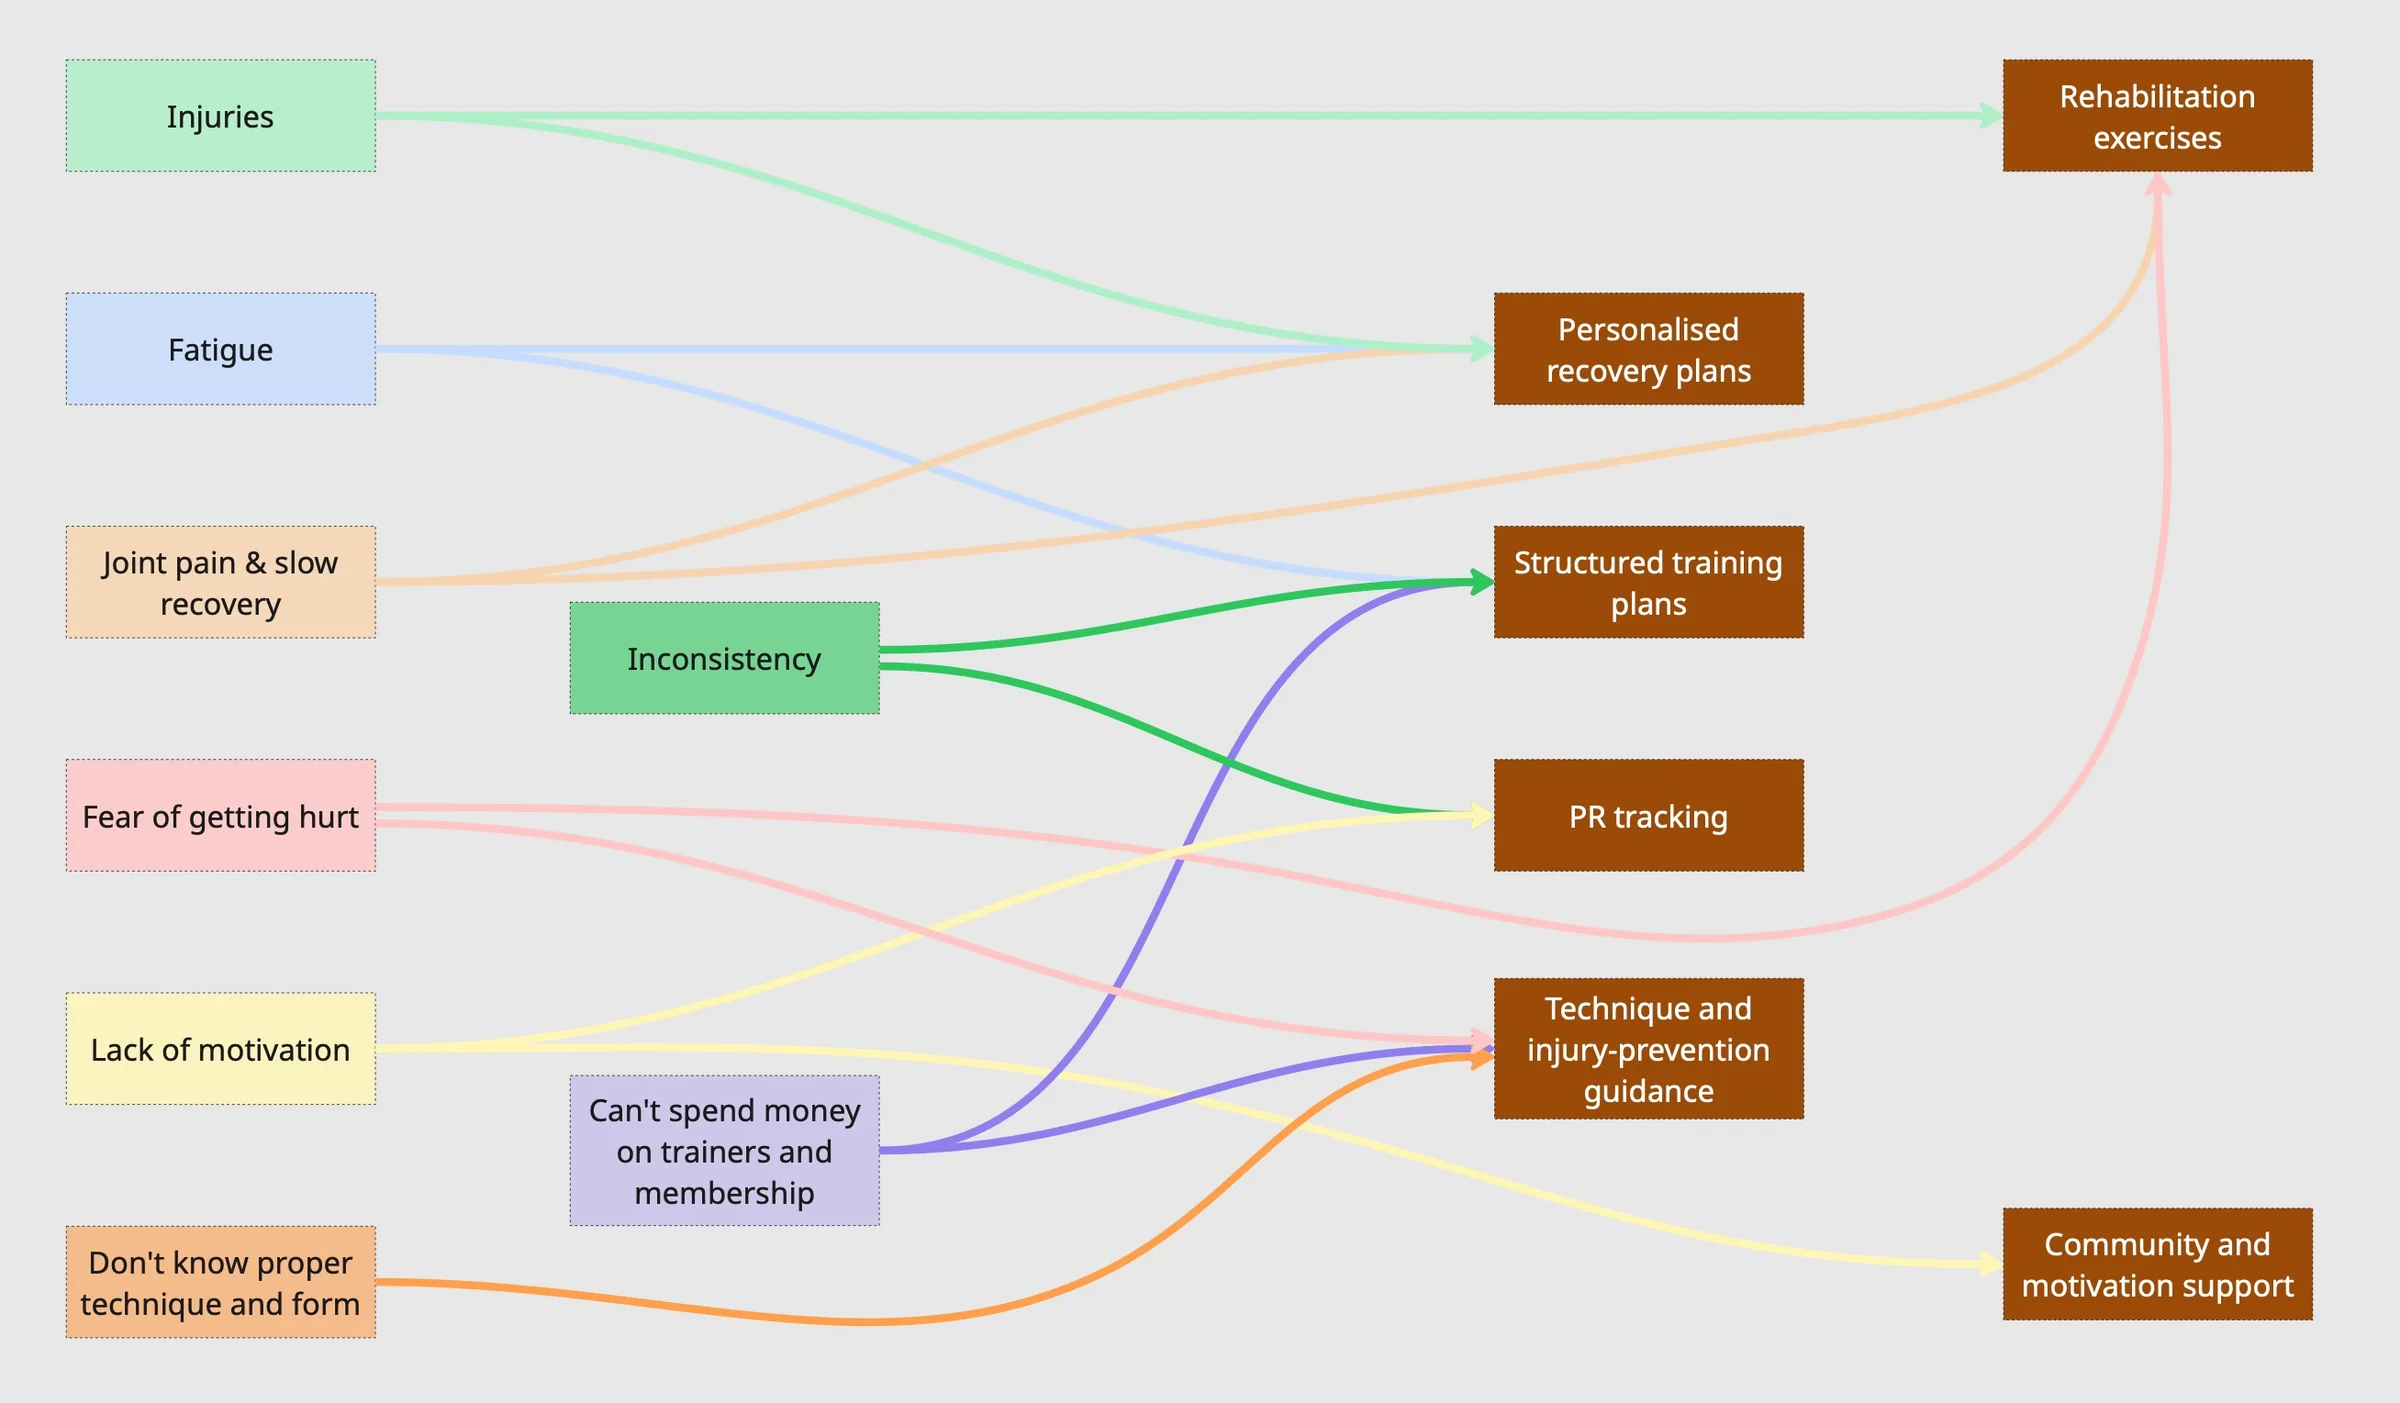 Injuries
Rehabilitation
exercises
Fatigue
Personalised
recovery plans
Joint pain & slow
recovery
Structured training
plans
Inconsistency
Fear of getting hurt
PR tracking
Lack of motivation
Technique and
injury-prevention
guidance
Can't spend money
on trainers and
membership
Don't know proper
technique and form
Community and
motivation support